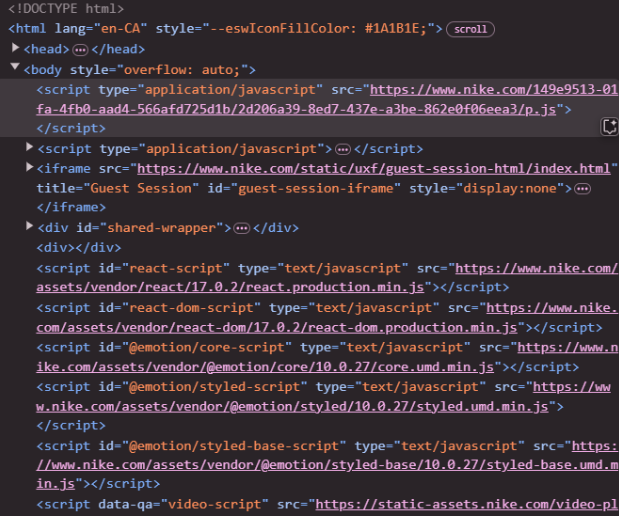 <!DOCTYPE html>
<html lang="en-CA" style="--eswIconFillColor: #1A1B1E;"> scroll
<head> ⋯ </head>
<body style="overflow: auto;">
<script type="application/javascript" src="https://www.nike.com/149e9513-01
fa-4fb0-aad4-566afd725d1b/2d206a39-8ed7-437e-a3be-862e0f06eea3/p.js">
</script>
<script type="application/javascript"> ⋯ </script>
<iframe src="https://www.nike.com/static/uxf/guest-session-html/index.html"
title="Guest Session" id="guest-session-iframe" style="display:none"> ⋯
</iframe>
<div id="shared-wrapper"> ⋯ </div>
<div></div>
<script id="react-script" type="text/javascript" src="https://www.nike.com/
assets/vendor/react/17.0.2/react.production.min.js"></script>
<script id="react-dom-script" type="text/javascript" src="https://www.nike.
com/assets/vendor/react-dom/17.0.2/react-dom.production.min.js"></script>
<script id="@emotion/core-script" type="text/javascript" src="https://www.n
ike.com/assets/vendor/@emotion/core/10.0.27/core.umd.min.js"></script>
<script id="@emotion/styled-script" type="text/javascript" src="https://ww
w.nike.com/assets/vendor/@emotion/styled/10.0.27/styled.umd.min.js">
</script>
<script id="@emotion/styled-base-script" type="text/javascript" src="https:
//www.nike.com/assets/vendor/@emotion/styled-base/10.0.27/styled-base.umd.m
in.js"></script>
<script data-qa="video-script" src="https://static-assets.nike.com/video-pl